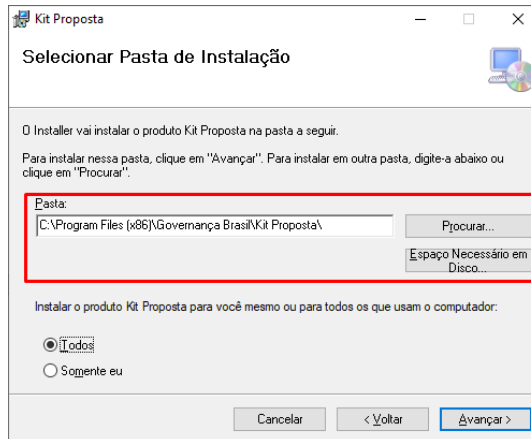 Kit Proposta
Selecionar Pasta de Instalação
O Installer vai instalar o produto Kit Proposta na pasta a seguir.
Para instalar nessa pasta, clique em "Avançar". Para instalar em outra pasta, digite-a abaixo ou
clique em "Procurar".
Pasta:
C:\Program Files (x86)\Governança Brasil\Kit Proposta\
Procurar...
Espaço Necessário em
Disco...
Instalar o produto Kit Proposta para você mesmo ou para todos os que usam o computador:
Todos
Somente eu
Cancelar
< Voltar
Avançar >